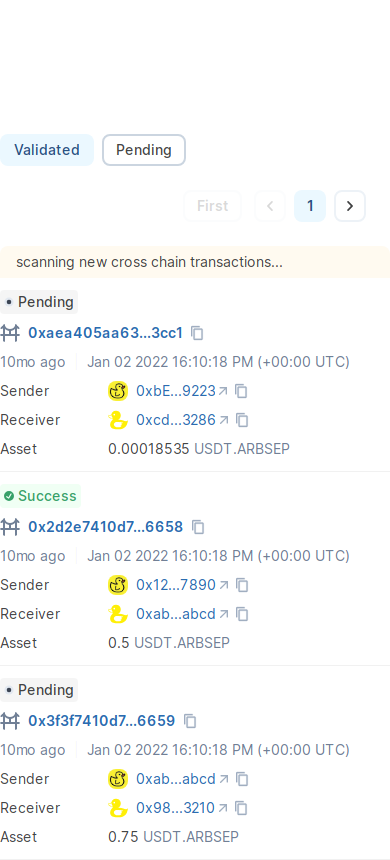 Validated Pending
First 1
scanning new cross chain transactions...
Pending
0xaea405aa63...3cc1
10mo ago Jan 02 2022 16:10:18 PM (+00:00 UTC)
Sender 0xbE...9223
Receiver 0xcd...3286
Asset 0.00018535 USDT.ARBSEP
Success
0x2d2e7410d7...6658
10mo ago Jan 02 2022 16:10:18 PM (+00:00 UTC)
Sender 0x12...7890
Receiver 0xab...abcd
Asset 0.5 USDT.ARBSEP
Pending
0x3f3f7410d7...6659
10mo ago Jan 02 2022 16:10:18 PM (+00:00 UTC)
Sender 0xab...abcd
Receiver 0x98...3210
Asset 0.75 USDT.ARBSEP